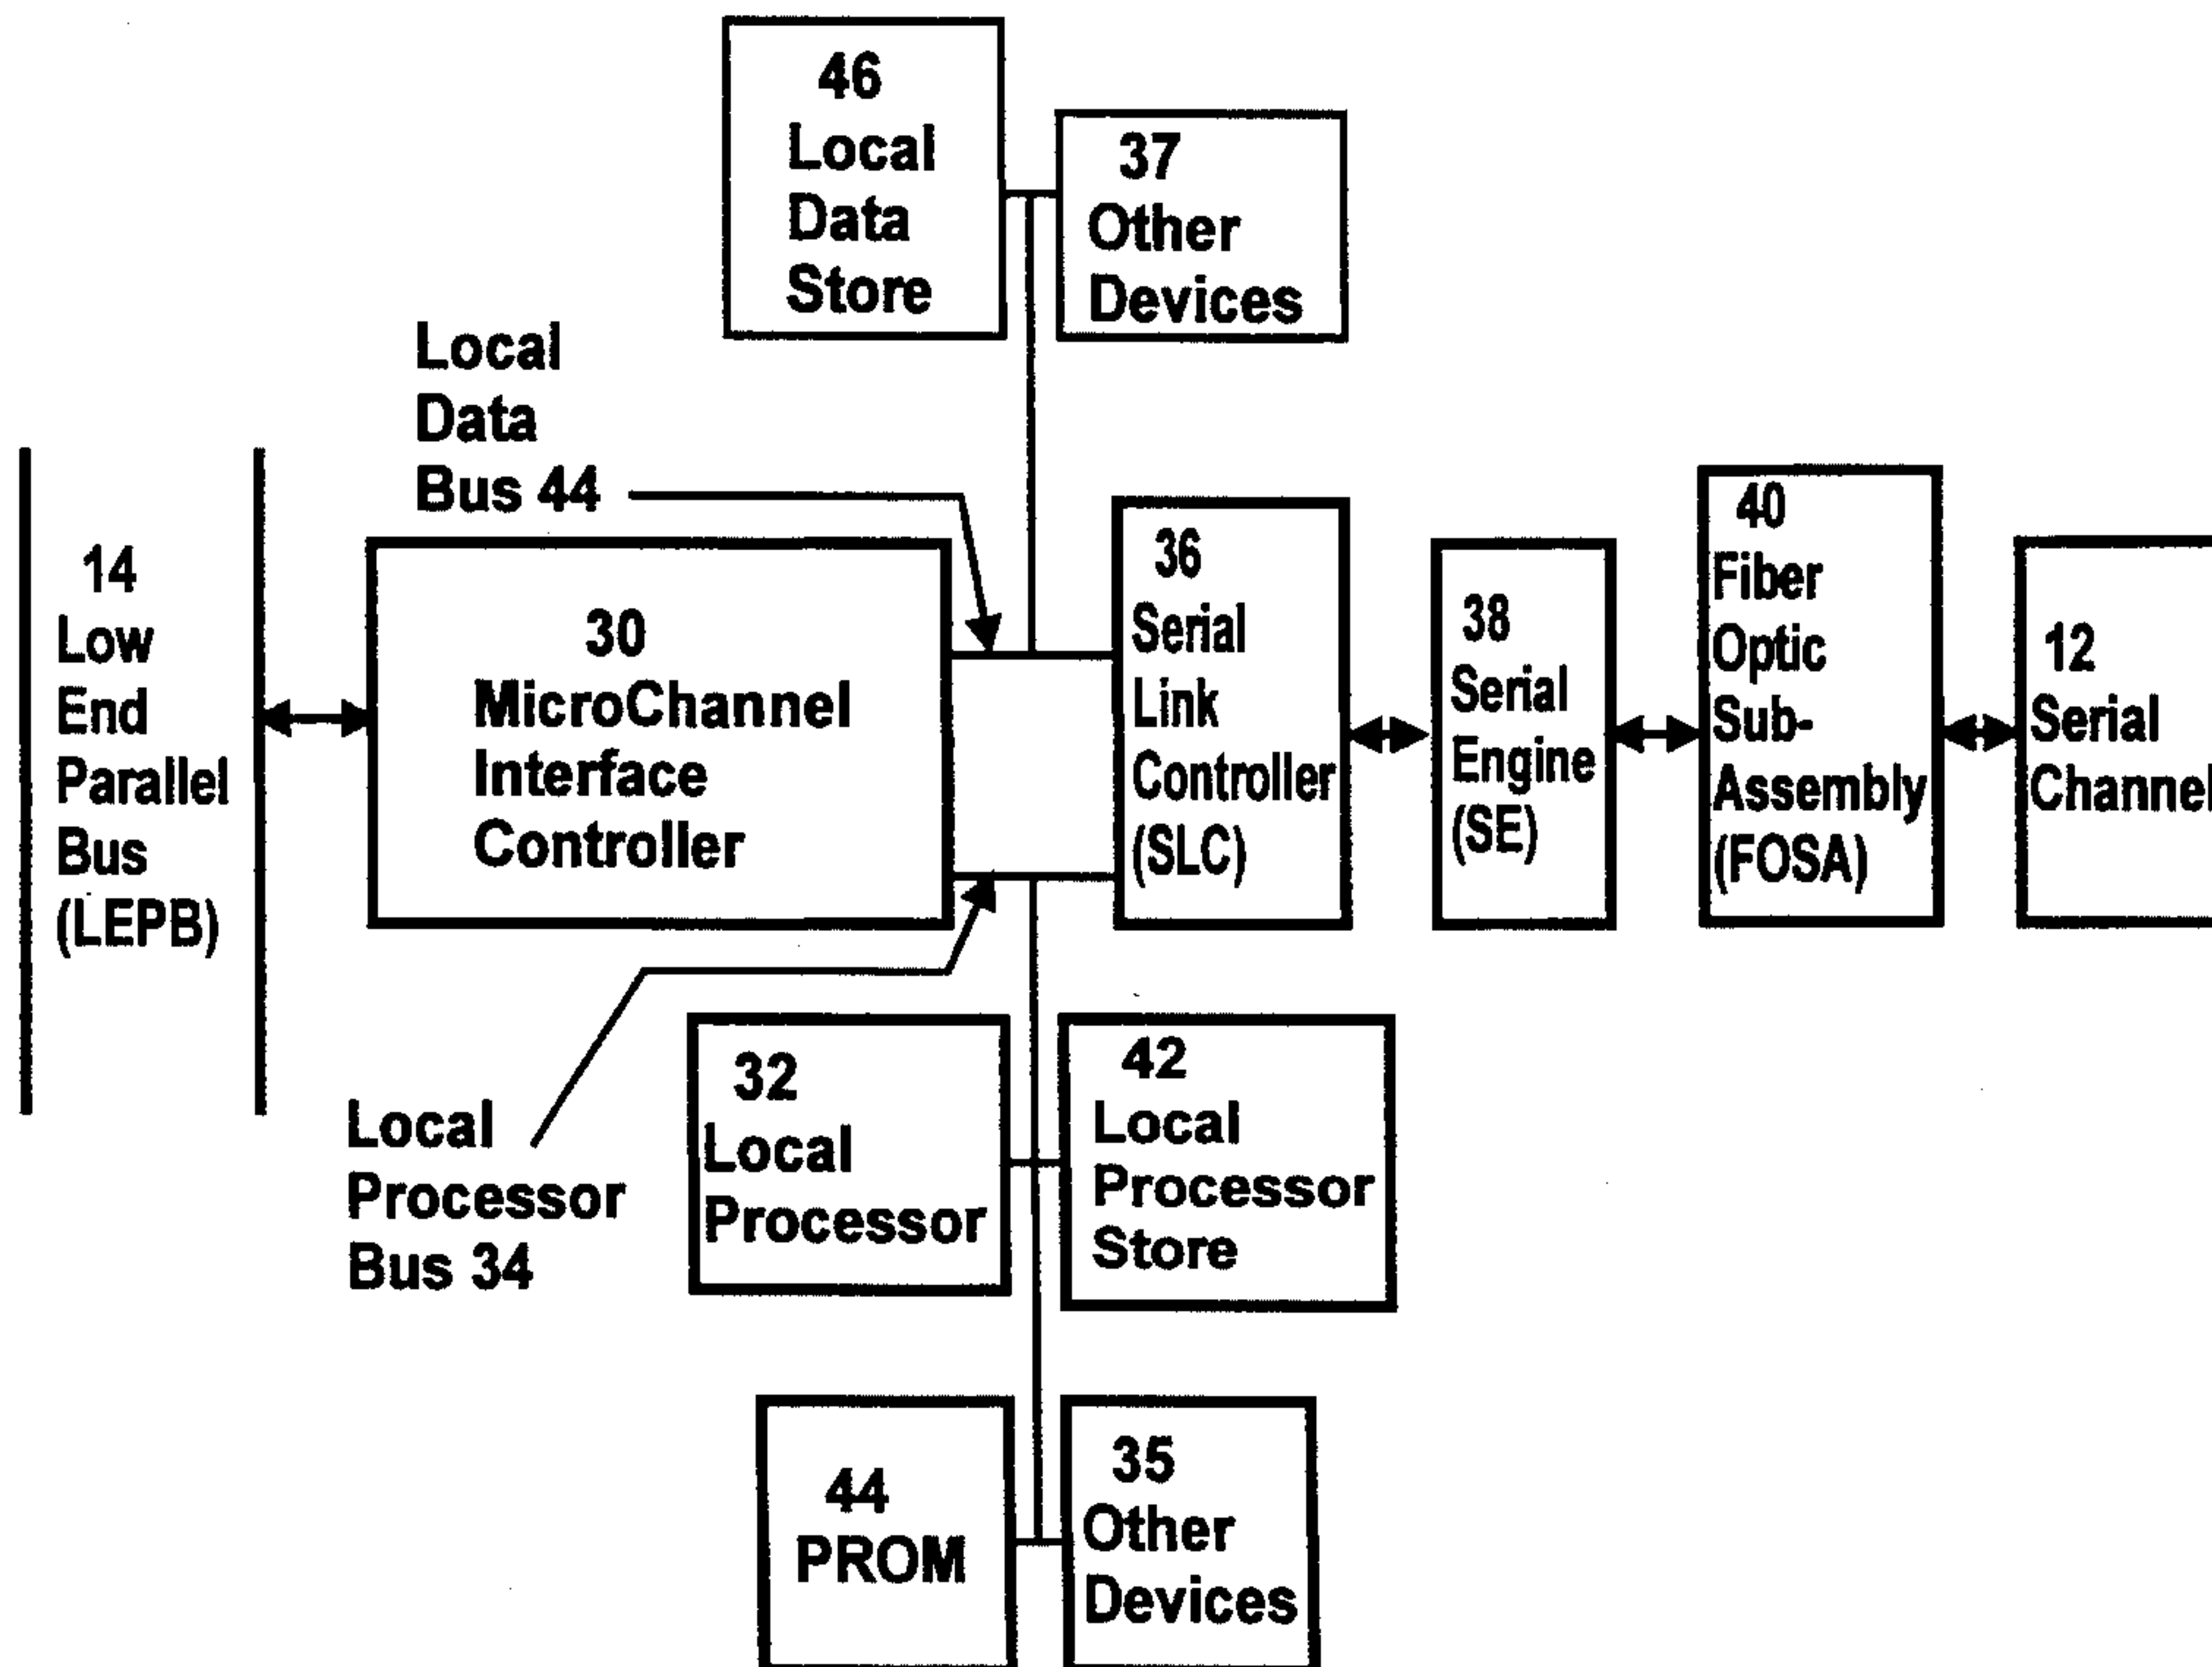 46
Local
Data
Store
37
Other
Devices
Local
Data
Bus 44
14
Low
End
Parallel
Bus
(LEPB)
30
MicroChannel
Interface
Controller
36
Serial
Link
Controller
(SLC)
38
Serial
Engine
(SE)
40
Fiber
Optic
Sub-
Assembly
(FOSA)
12
Serial
Channel
Local
Processor
Bus 34
32
Local
Processor
42
Local
Processor
Store
44
PROM
35
Other
Devices